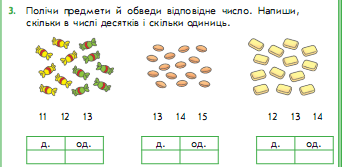 3. Полічи предмети й обведи відповідне число. Напиши,
скільки в числі десятків і скільки одиниць.
11 12 13 13 14 15 12 13 14
д. од. д. од. д. од.